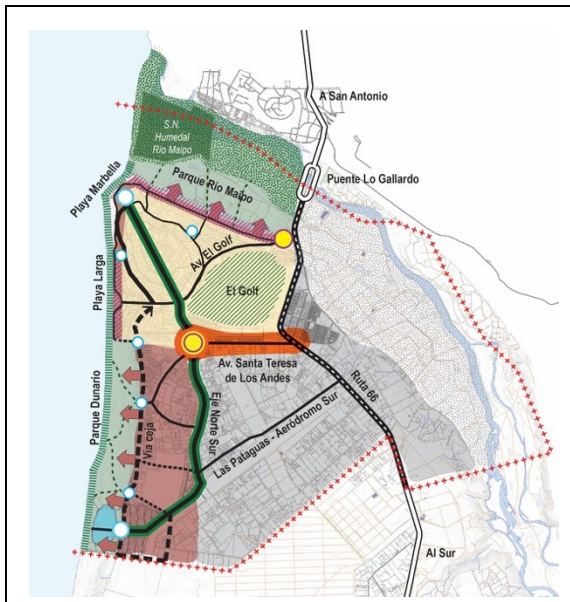 A San Antonio
S.N.
Humedal
Río Maipo
Puente Lo Gallardo
Parque Río Maipo
Playa Marbella
Av. El Golf
Playa Larga
El Golf
Av. Santa Teresa
de Los Andes
Ruta 66
Parque Dunario
Vía ceja
Eje Norte Sur
Las Pataguas - Aeródromo Sur
Al Sur